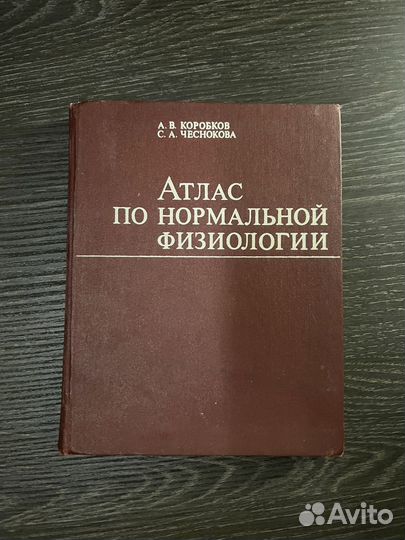 А. В. КОРОБКОВ
С. А. ЧЕСНОКОВА
АТЛАС
ПО НОРМАЛЬНОЙ
ФИЗИОЛОГИИ
Avito